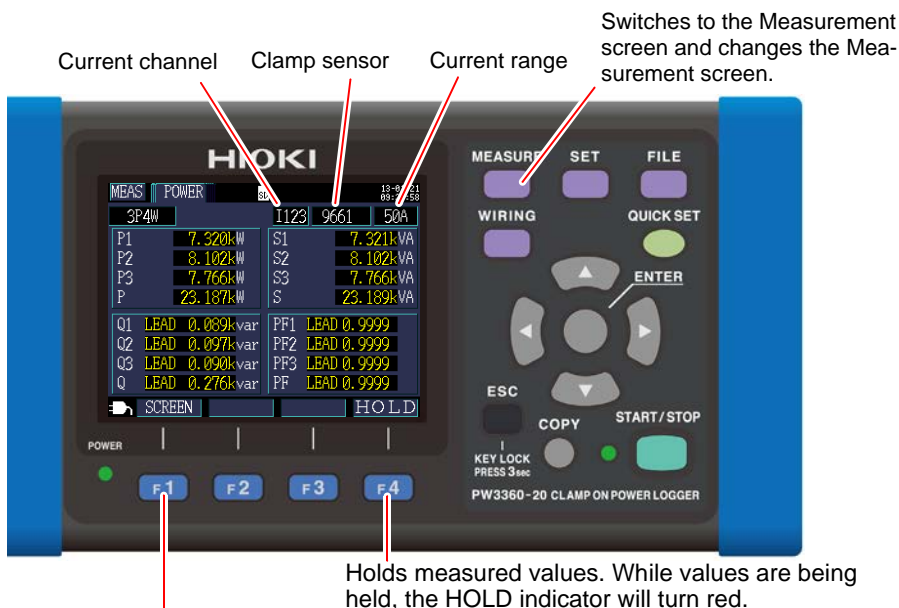 Switches to the Measurement
screen and changes the Mea-
surement screen.
Current channel Clamp sensor Current range
HIOKI
MEAS POWER
3P4W I123 9661 50A
P1 7.320kW S1 7.321kVA
P2 8.102kW S2 8.102kVA
P3 7.766kW S3 7.766kVA
P 23.187kW S 23.189kVA
Q1 LEAD 0.089kvar PF1 LEAD 0.9999
Q2 LEAD 0.097kvar PF2 LEAD 0.9999
Q3 LEAD 0.090kvar PF3 LEAD 0.9999
Q LEAD 0.276kvar PF LEAD 0.9999
SCREEN HOLD
POWER
F1 F2 F3 F4
MEASURE SET FILE
WIRING QUICK SET
ENTER
ESC
COPY START/STOP
KEY LOCK
PRESS 3sec
PW3360-20 CLAMP ON POWER LOGGER
Holds measured values. While values are being
held, the HOLD indicator will turn red.